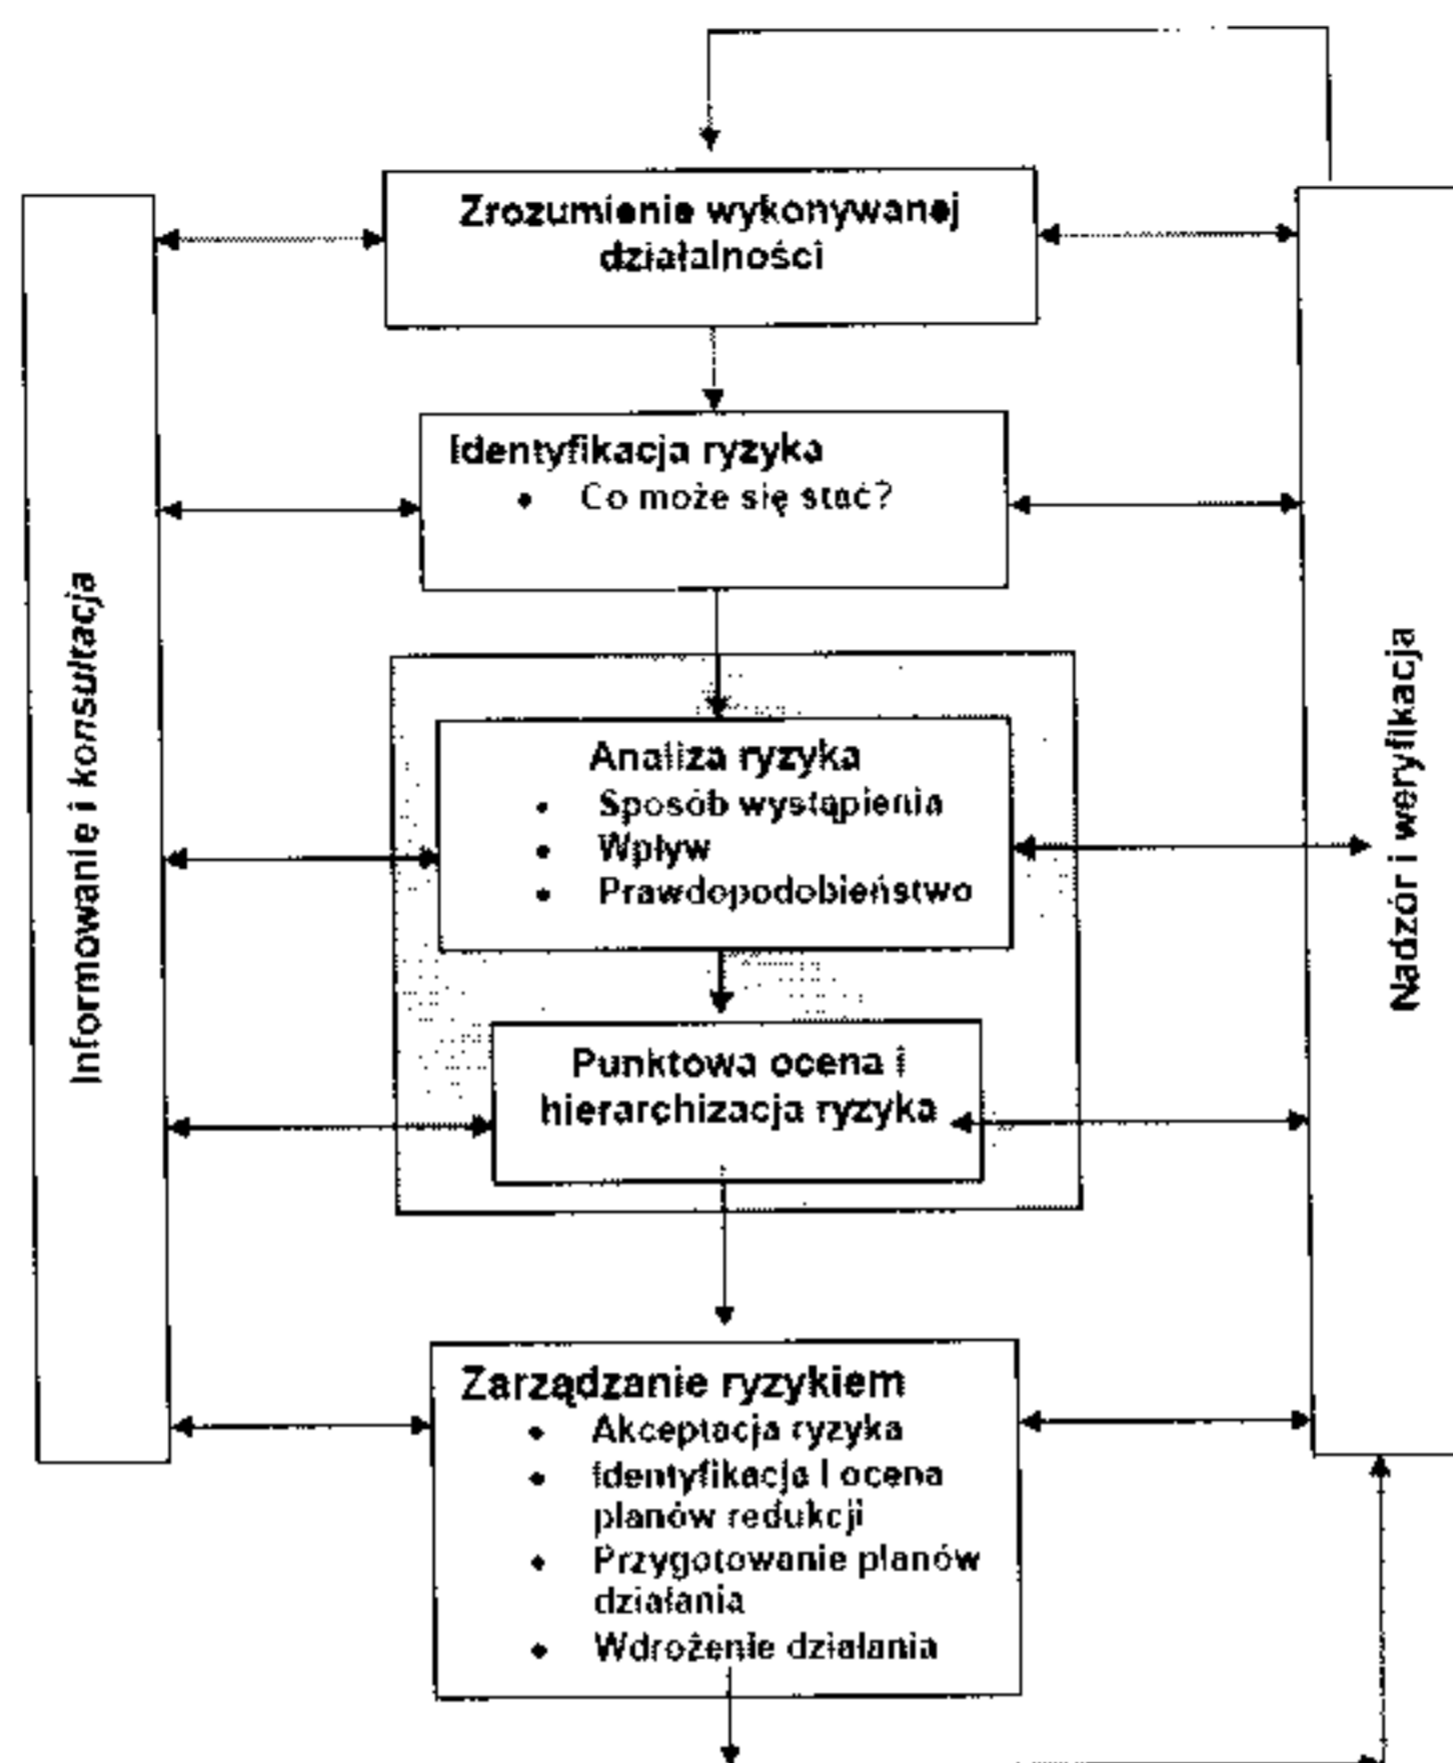 Zrozumienie wykonywanej
działalności
Identyfikacja ryzyka
• Co może się stać?
Analiza ryzyka
• Sposób wystąpienia
• Wpływ
• Prawdopodobieństwo
Punktowa ocena i
hierarchizacja ryzyka
Zarządzanie ryzykiem
• Akceptacja ryzyka
• Identyfikacja i ocena
planów redukcji
• Przygotowanie planów
działania
• Wdrożenie działania
Informowanie i konsultacja
Nadzór i weryfikacja